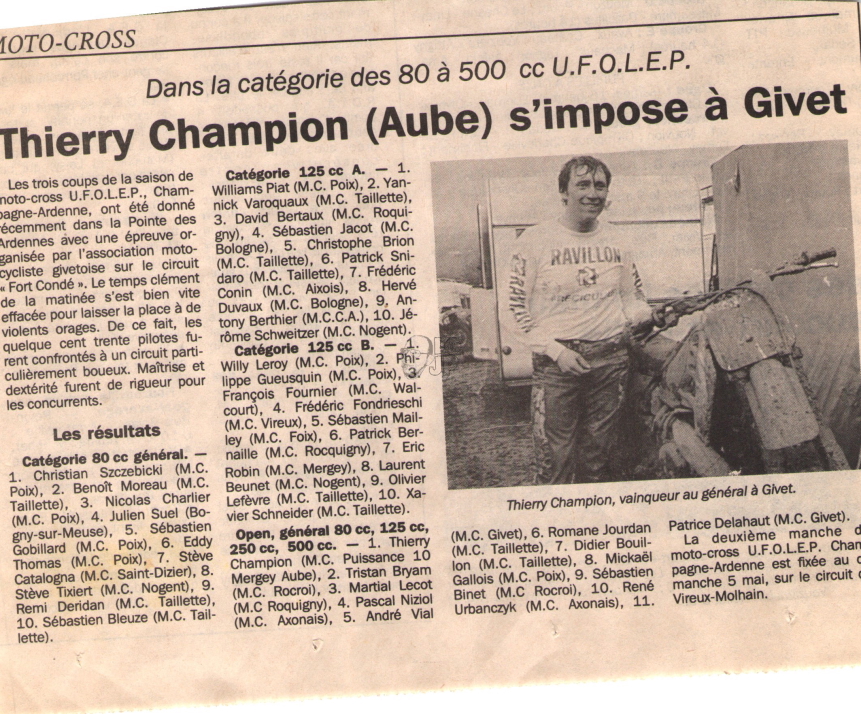 MOTO-CROSS
Dans la catégorie des 80 à 500 cc U.F.O.L.E.P.
Thierry Champion (Aube) s'impose à Givet
Les trois coups de la saison de
moto-cross U.F.O.L.E.P., Cham-
pagne-Ardenne, ont été donné
récemment dans la Pointe des
Ardennes avec une épreuve or-
ganisée par l'association moto-
cycliste givetoise sur le circuit
« Fort Condé ». Le temps clément
de la matinée s'est bien vite
effacée pour laisser la place à de
violents orages. De ce fait, les
quelque cent trente pilotes fu-
rent confrontés à un circuit parti-
culièrement boueux. Maîtrise et
dextérité furent de rigueur pour
les concurrents.
Les résultats
Catégorie 80 cc général. —
1. Christian Szczebicki (M.C.
Poix), 2. Benoît Moreau (M.C.
Taillette), 3. Nicolas Charlier
(M.C. Poix), 4. Julien Suel (Bo-
gny-sur-Meuse), 5. Sébastien
Gobillard (M.C. Poix), 6. Eddy
Thomas (M.C. Poix), 7. Stève
Catalogna (M.C. Saint-Dizier), 8.
Stève Tixiert (M.C. Nogent), 9.
Remi Deridan (M.C. Taillette),
10. Sébastien Bleuze (M.C. Tail-
lette).
Catégorie 125 cc A. — 1.
Williams Piat (M.C. Poix), 2. Yan-
nick Varoquaux (M.C. Taillette),
3. David Bertaux (M.C. Roqui-
gny), 4. Sébastien Jacot (M.C.
Bologne), 5. Christophe Brion
(M.C. Taillette), 6. Patrick Sni-
daro (M.C. Taillette), 7. Frédéric
Conin (M.C. Aixois), 8. Hervé
Duvaux (M.C. Bologne), 9, An-
tony Berthier (M.C.C.A.), 10. Jé-
rôme Schweitzer (M.C. Nogent).
Catégorie 125 cc B. — 1.
Willy Leroy (M.C. Poix), 2. Phi-
lippe Gueusquin (M.C. Poix), 3.
François Fournier (M.C. Wal-
court), 4. Frédéric Fondrieschi
(M.C. Vireux), 5. Sébastien Mail-
ley (M.C. Foix), 6. Patrick Ber-
naille (M.C. Rocquigny), 7. Eric
Robin (M.C. Mergey), 8. Laurent
Beunet (M.C. Nogent), 9. Olivier
Lefèvre (M.C. Taillette), 10. Xa-
vier Schneider (M.C. Taillette).
Open, général 80 cc, 125 cc,
250 cc, 500 cc. — 1. Thierry
Champion (M.C. Puissance 10
Mergey Aube), 2. Tristan Bryam
(M.C. Rocroi), 3. Martial Lecot
(M.C Roquigny), 4. Pascal Niziol
(M.C. Axonais), 5. André Vial
RAVILLON
Thierry Champion, vainqueur au général à Givet.
(M.C. Givet), 6. Romane Jourdan
(M.C. Taillette), 7. Didier Bouil-
lon (M.C. Taillette), 8. Mickaël
Gallois (M.C. Poix), 9. Sébastien
Binet (M.C Rocroi), 10. René
Urbanczyk (M.C. Axonais), 11.
Patrice Delahaut (M.C. Givet).
La deuxième manche d
moto-cross U.F.O.L.E.P. Cham
pagne-Ardenne est fixée au d
manche 5 mai, sur le circuit d
Vireux-Molhain.